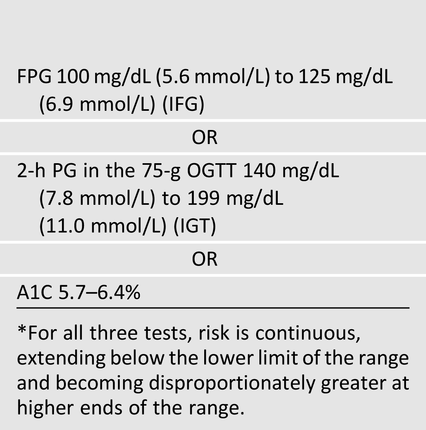 FPG 100 mg/dL (5.6 mmol/L) to 125 mg/dL
(6.9 mmol/L) (IFG)
OR
2-h PG in the 75-g OGTT 140 mg/dL
(7.8 mmol/L) to 199 mg/dL
(11.0 mmol/L) (IGT)
OR
A1C 5.7–6.4%
*For all three tests, risk is continuous,
extending below the lower limit of the range
and becoming disproportionately greater at
higher ends of the range.